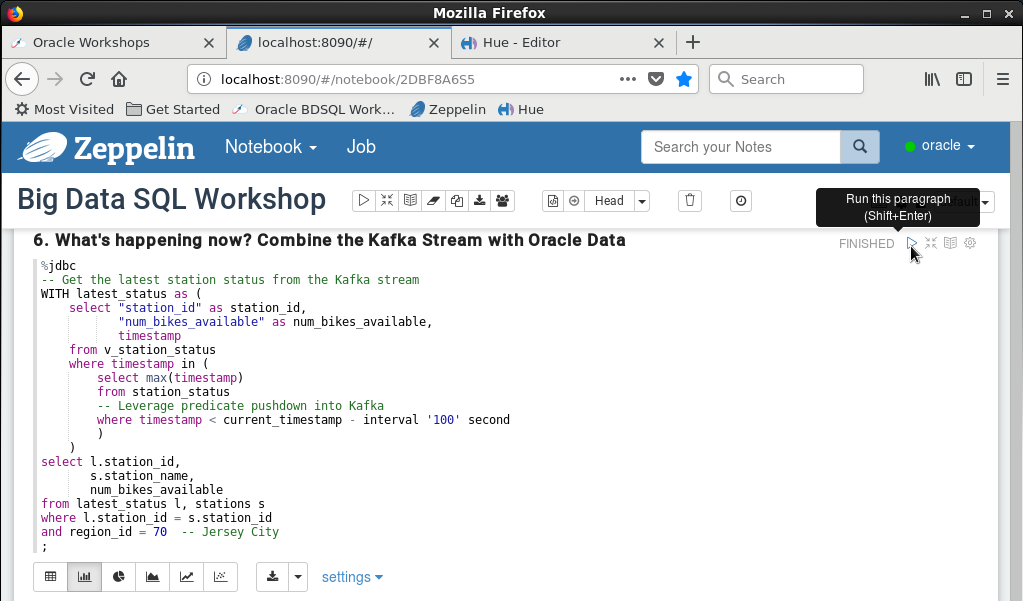 Mozilla Firefox
Oracle Workshops
localhost:8090/#/
Hue - Editor
localhost:8090/#/notebook/2DBF8A6S5
Search
Most Visited
Getting Started
Oracle BDSQL Work…
Zeppelin
Hue
Zeppelin
Notebook
Job
Search your Notes
oracle
Big Data SQL Workshop
Head
default
Run this paragraph
(Shift+Enter)
6. What's happening now? Combine the Kafka Stream with Oracle Data
FINISHED
%jdbc
-- Get the latest station status from the Kafka stream
WITH latest_status as (
    select "station_id" as station_id,
           "num_bikes_available" as num_bikes_available,
           timestamp
    from v_station_status
    where timestamp in (
        select max(timestamp)
        from station_status
        -- Leverage predicate pushdown into Kafka
        where timestamp < current_timestamp - interval '100' second
        )
    )
select l.station_id,
       s.station_name,
       num_bikes_available
from latest_status l, stations s
where l.station_id = s.station_id
and region_id = 70  -- Jersey City
;
settings